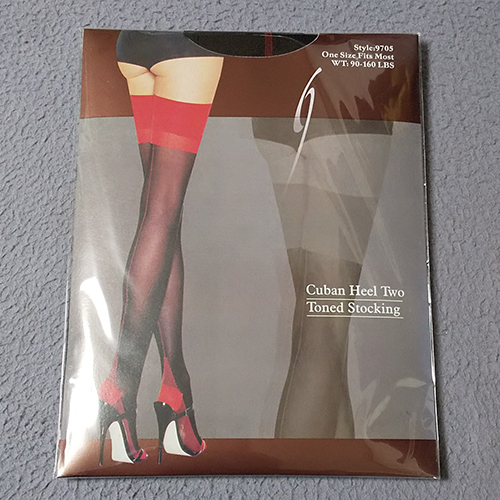 Style:9705
One Size Fits Most
WT: 90-160 LBS
Cuban Heel Two
Toned Stocking